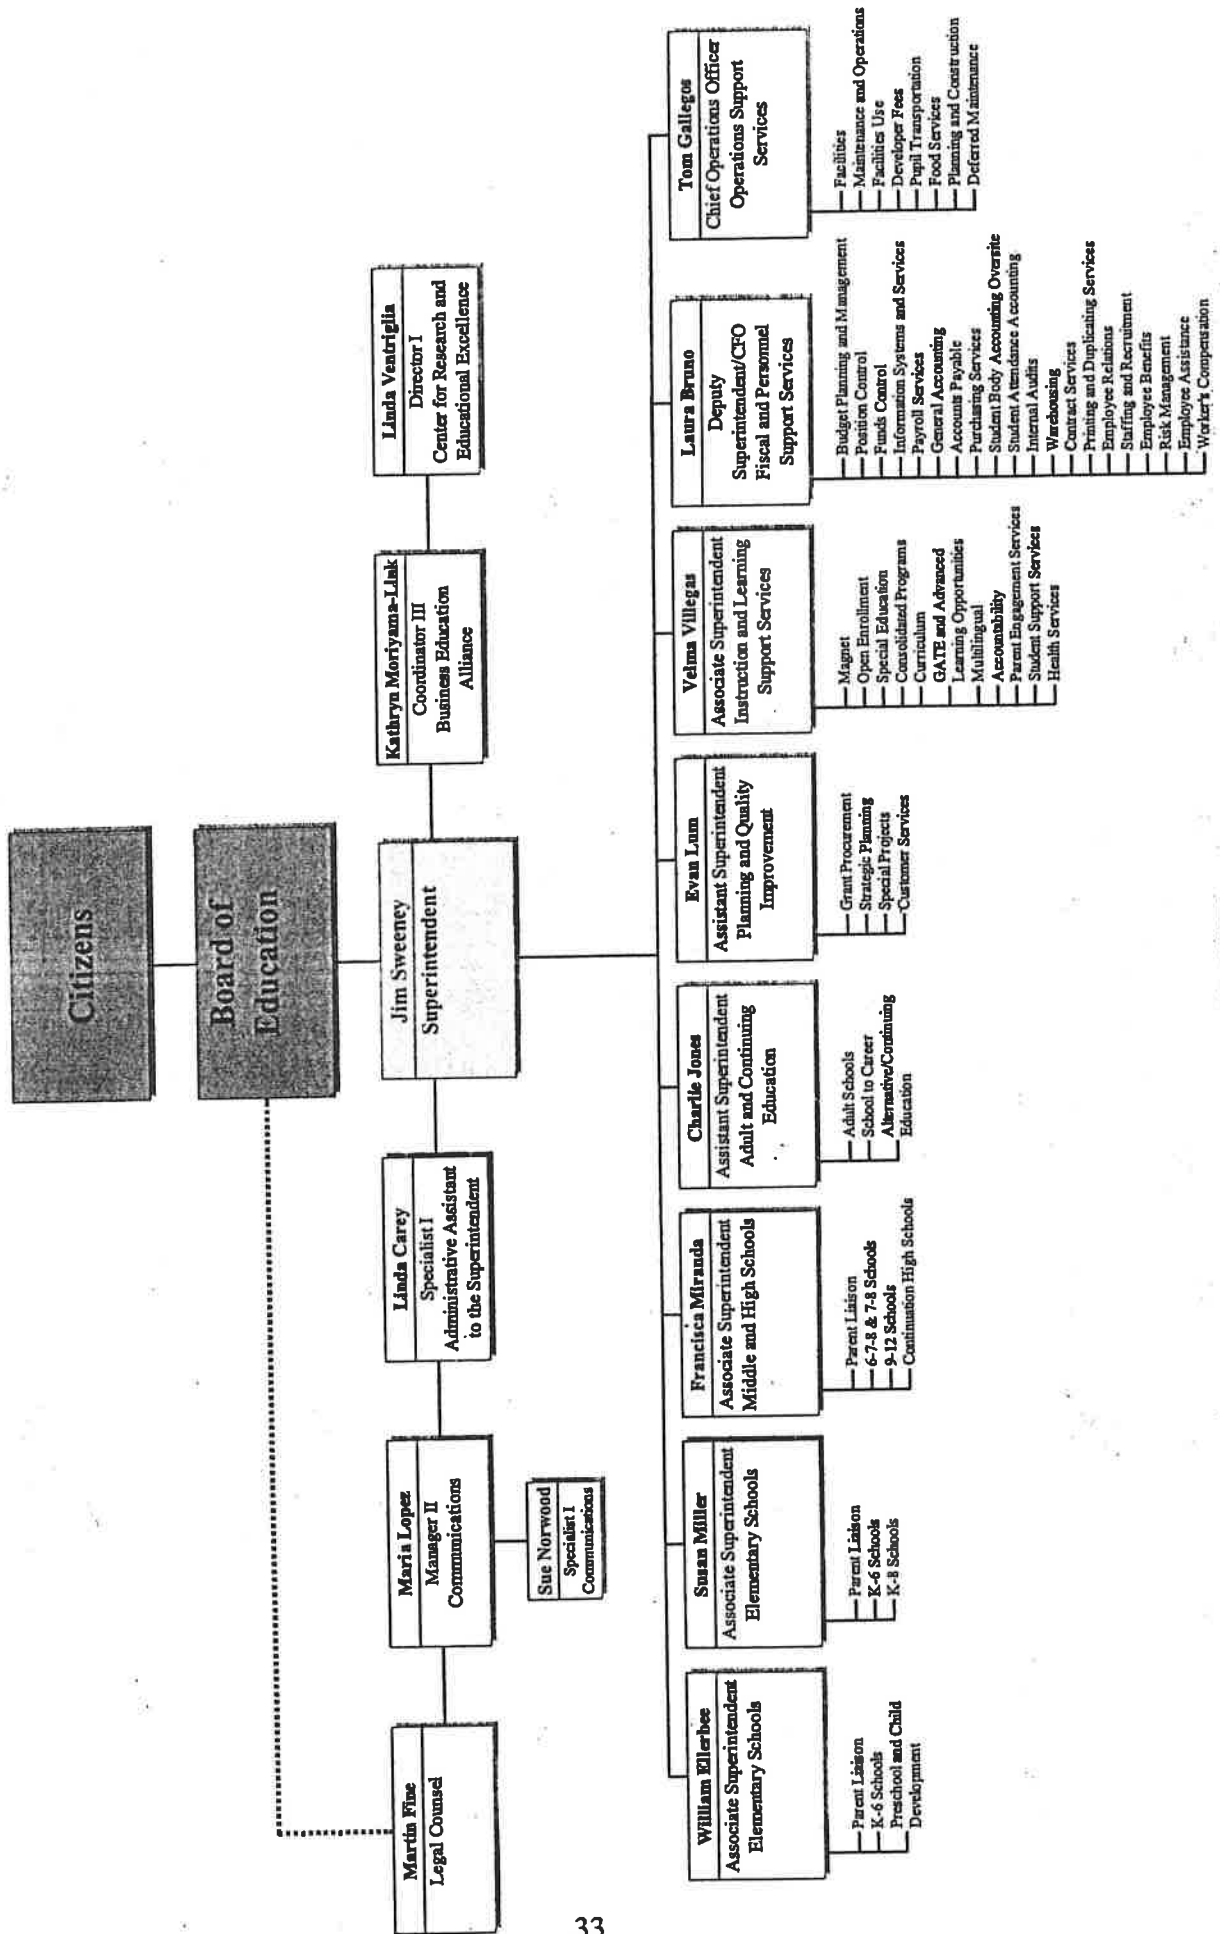 Citizens
Board of
Education
Jim Sweeney
Superintendent
Martin Fine
Legal Counsel
Maria Lopez
Manager II
Communications
Sue Norwood
Specialist I
Communications
Linda Carey
Specialist I
Administrative Assistant
to the Superintendent
Kathryn Moriyama-Link
Coordinator III
Business Education
Alliance
Linda Ventriglia
Director I
Center for Research and
Educational Excellence
William Ellerbee
Associate Superintendent
Elementary Schools
Parent Liaison
K-6 Schools
Preschool and Child
Development
Susan Miller
Associate Superintendent
Elementary Schools
Parent Liaison
K-6 Schools
K-8 Schools
Francisca Miranda
Associate Superintendent
Middle and High Schools
Parent Liaison
6-7-8 & 7-8 Schools
9-12 Schools
Continuation High Schools
Charlie Jones
Assistant Superintendent
Adult and Continuing
Education
Adult Schools
School to Career
Alternative/Continuing
Education
Evan Lum
Assistant Superintendent
Planning and Quality
Improvement
Grant Procurement
Strategic Planning
Special Projects
Customer Services
Velma Villegas
Associate Superintendent
Instruction and Learning
Support Services
Magnet
Open Enrollment
Special Education
Consolidated Programs
Curriculum
GATE and Advanced
Learning Opportunities
Multilingual
Accountability
Parent Engagement Services
Student Support Services
Health Services
Laura Bruno
Deputy
Superintendent/CFO
Fiscal and Personnel
Support Services
Budget Planning and Management
Position Control
Funds Control
Information Systems and Services
Payroll Services
General Accounting
Accounts Payable
Purchasing Services
Student Body Accounting Oversite
Student Attendance Accounting
Internal Audits
Warehousing
Contract Services
Printing and Duplicating Services
Employee Relations
Staffing and Recruitment
Employee Benefits
Risk Management
Employee Assistance
Worker's Compensation
Tom Gallegos
Chief Operations Officer
Operations Support
Services
Facilities
Maintenance and Operations
Facilities Use
Developer Fees
Pupil Transportation
Food Services
Planning and Construction
Deferred Maintenance
33